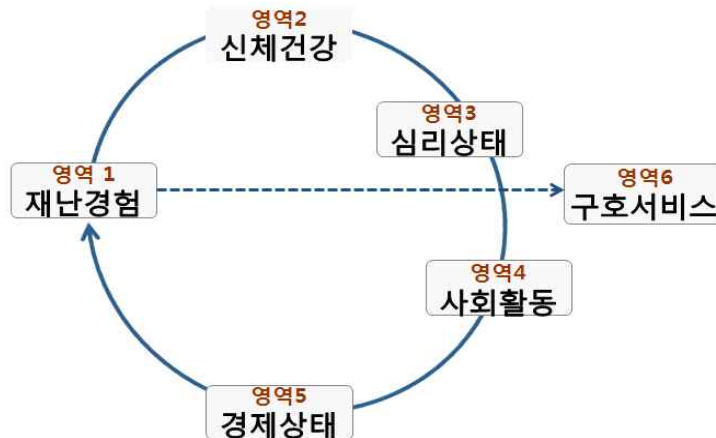 영역2
신체건강
영역3
심리상태
영역 1
재난경험
영역6
구호서비스
영역4
사회활동
영역5
경제상태